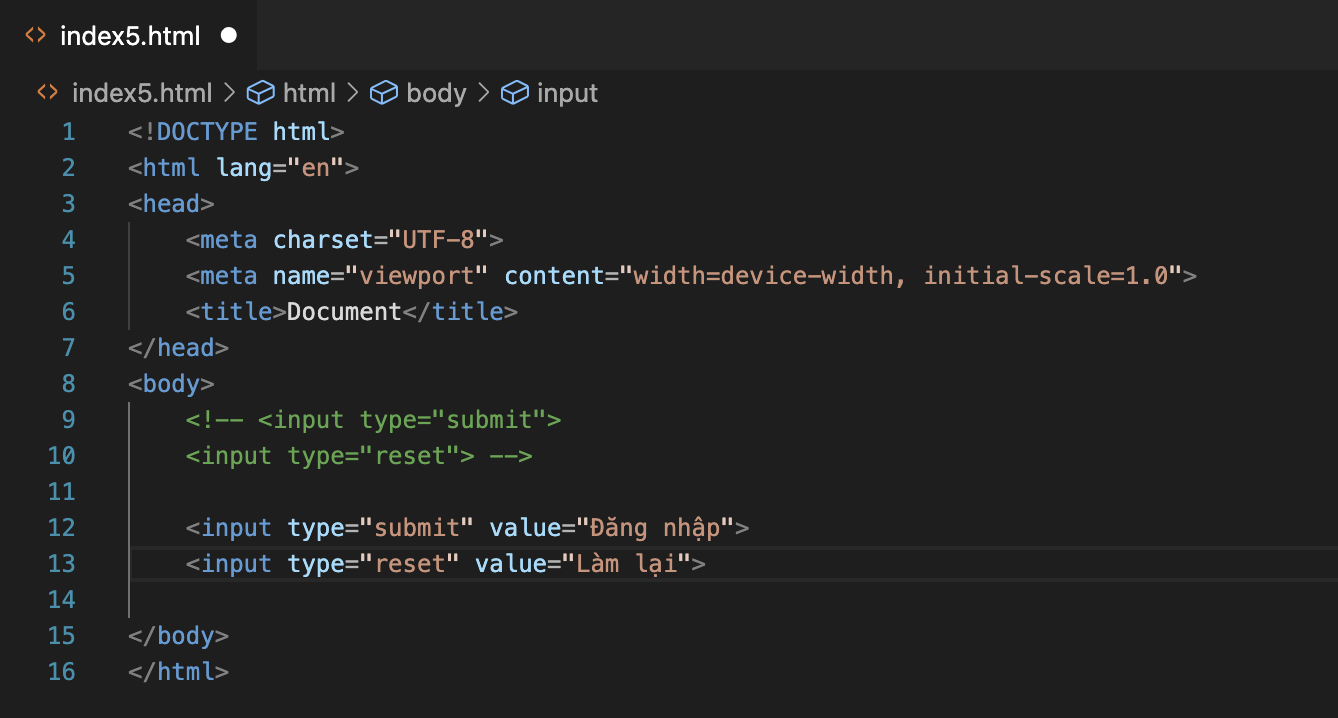 index5.html
index5.html > html > body > input
1 <!DOCTYPE html>
2 <html lang="en">
3 <head>
4     <meta charset="UTF-8">
5     <meta name="viewport" content="width=device-width, initial-scale=1.0">
6     <title>Document</title>
7 </head>
8 <body>
9     <!-- <input type="submit">
10     <input type="reset"> -->
11
12     <input type="submit" value="Đăng nhập">
13     <input type="reset" value="Làm lại">
14
15 </body>
16 </html>